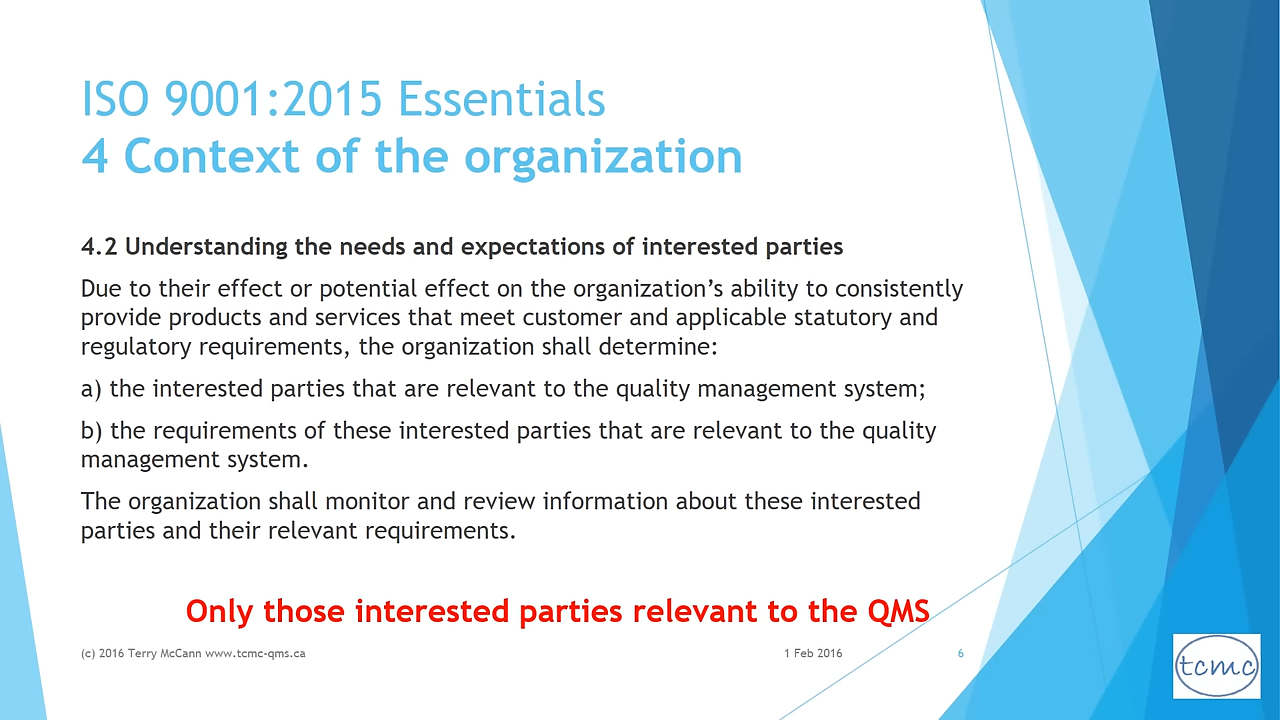 ISO 9001:2015 Essentials
4 Context of the organization
4.2 Understanding the needs and expectations of interested parties
Due to their effect or potential effect on the organization’s ability to consistently
provide products and services that meet customer and applicable statutory and
regulatory requirements, the organization shall determine:
a) the interested parties that are relevant to the quality management system;
b) the requirements of these interested parties that are relevant to the quality
management system.
The organization shall monitor and review information about these interested
parties and their relevant requirements.
Only those interested parties relevant to the QMS
(c) 2016 Terry McCann www.tcmc-qms.ca
1 Feb 2016
6
tcmc